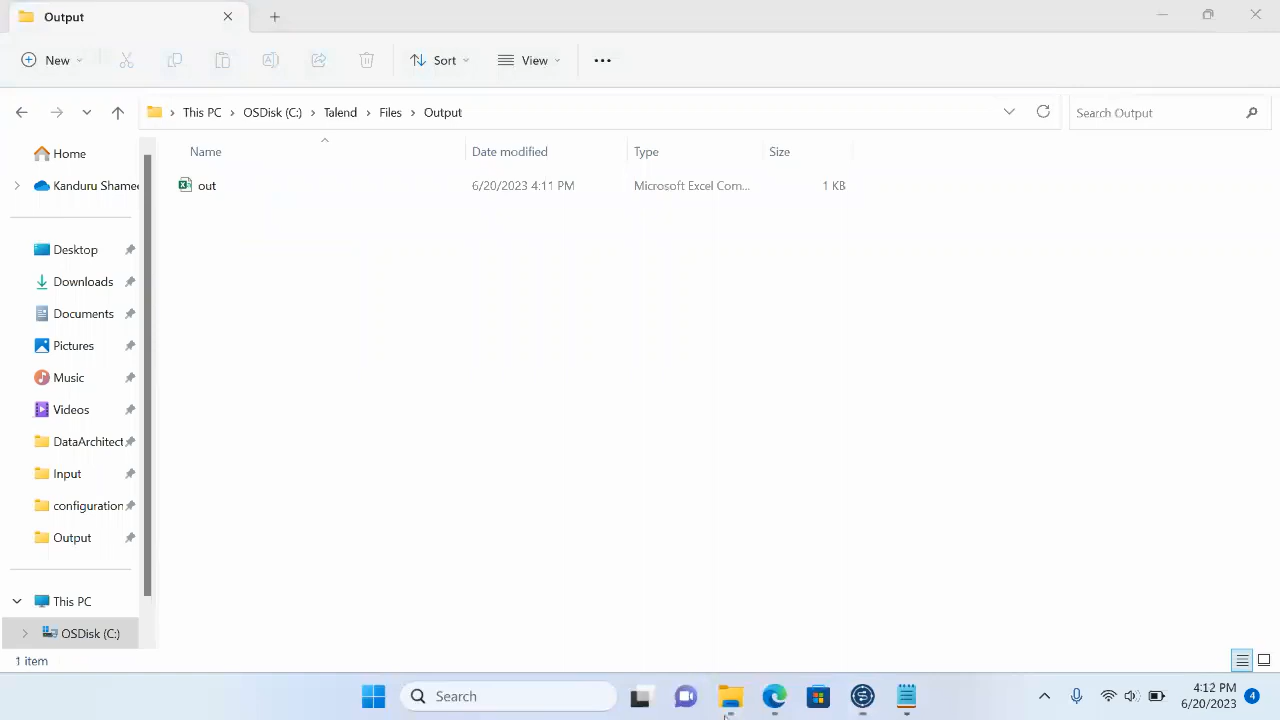 Output
New
Sort
View
This PC > OSDisk (C:) > Talend > Files > Output
Search Output
Name
Date modified
Type
Size
out
6/20/2023 4:11 PM
Microsoft Excel Com...
1 KB
Home
Kanduru Shamee
Desktop
Downloads
Documents
Pictures
Music
Videos
DataArchitect
Input
configuration
Output
This PC
OSDisk (C:)
1 item
Search
4:12 PM
6/20/2023
4